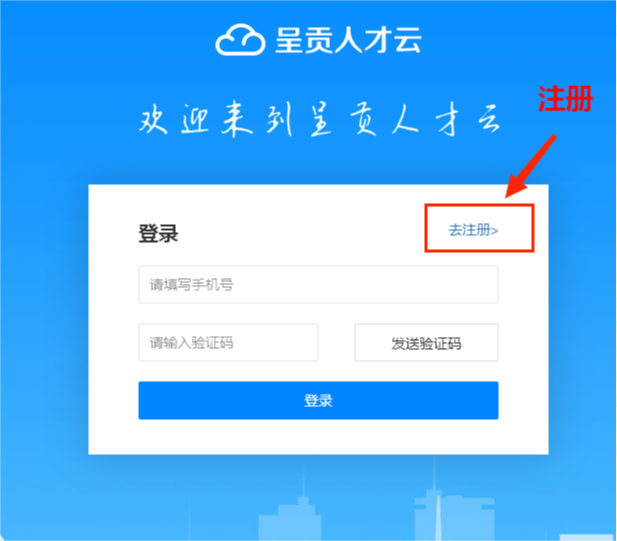 呈贡人才云
欢迎来到呈贡人才云
注册
登录
去注册>
请填写手机号
请输入验证码
发送验证码
登录